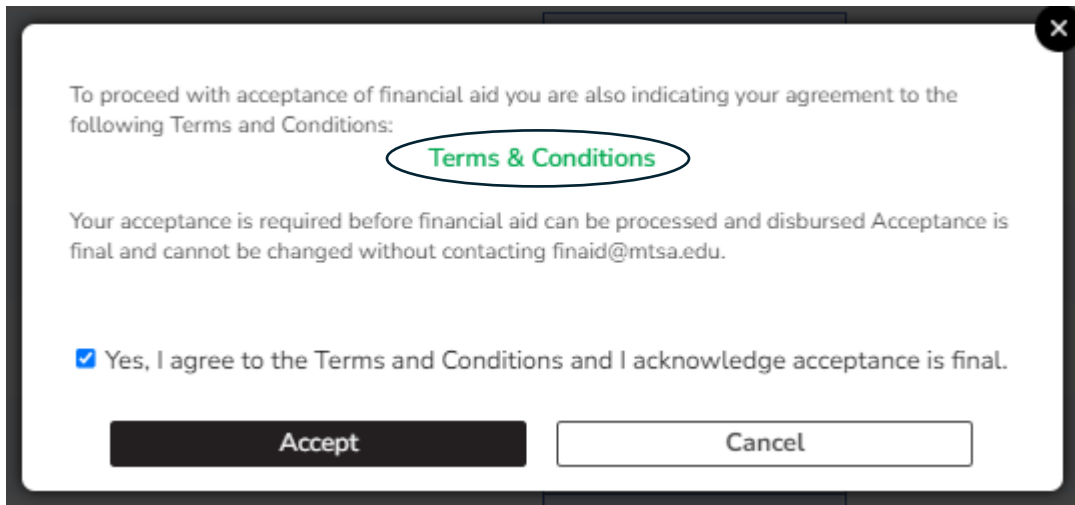 To proceed with acceptance of financial aid you are also indicating your agreement to the
following Terms and Conditions:
Terms & Conditions
Your acceptance is required before financial aid can be processed and disbursed Acceptance is
final and cannot be changed without contacting finaid@mtsa.edu.
Yes, I agree to the Terms and Conditions and I acknowledge acceptance is final.
Accept
Cancel